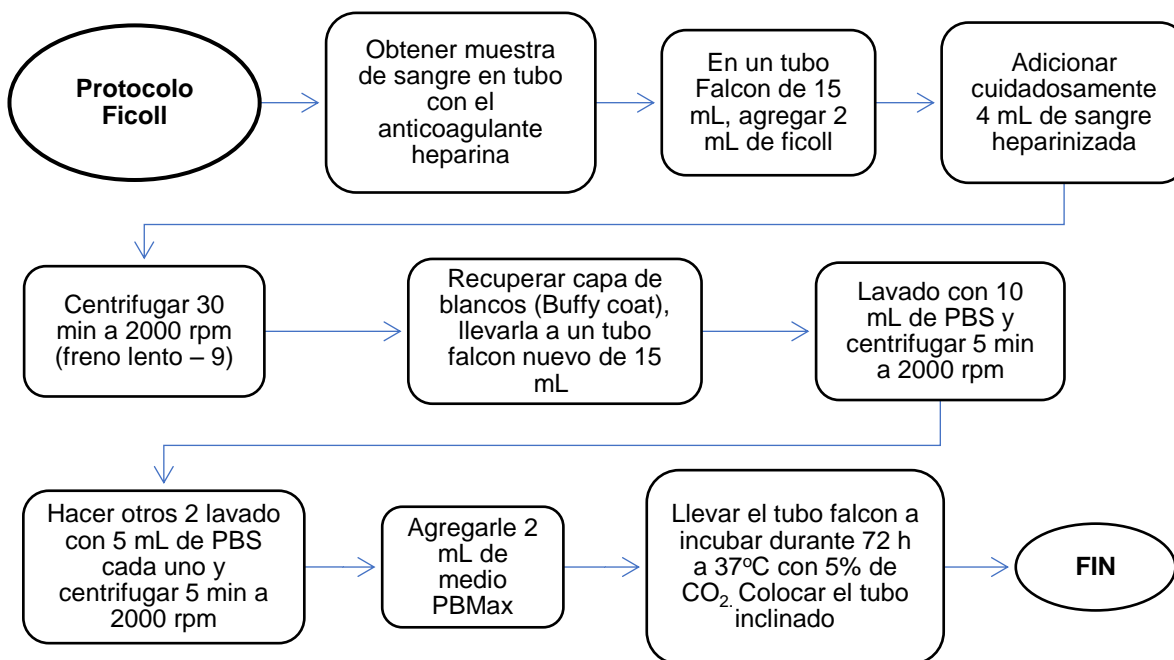 Protocolo
Ficoll
Obtener muestra
de sangre en tubo
con el
anticoagulante
heparina
En un tubo
Falcon de 15
mL, agregar 2
mL de ficoll
Adicionar
cuidadosamente
4 mL de sangre
heparinizada
Centrifugar 30
min a 2000 rpm
(freno lento – 9)
Recuperar capa de
blancos (Buffy coat),
llevarla a un tubo
falcon nuevo de 15
mL
Lavado con 10
mL de PBS y
centrifugar 5 min
a 2000 rpm
Hacer otros 2 lavado
con 5 mL de PBS
cada uno y
centrifugar 5 min a
2000 rpm
Agregarle 2
mL de
medio
PBMax
Llevar el tubo falcon a
incubar durante 72 h
a 37ºC con 5% de
CO₂. Colocar el tubo
inclinado
FIN